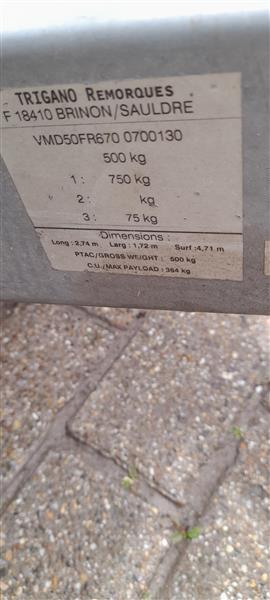 TRIGANO REMORQUES
F 18410 BRINON/SAULDRE
VMD50FR670 0700130
500 kg
1 : 750 kg
2 : kg
3 : 75 kg
Dimensions :
Long : 2,74 m Larg : 1,72 m Surf : 4,71 m
PTAC/GROSS WEIGHT : 500 kg
C.U./MAX PAYLOAD : 364 kg